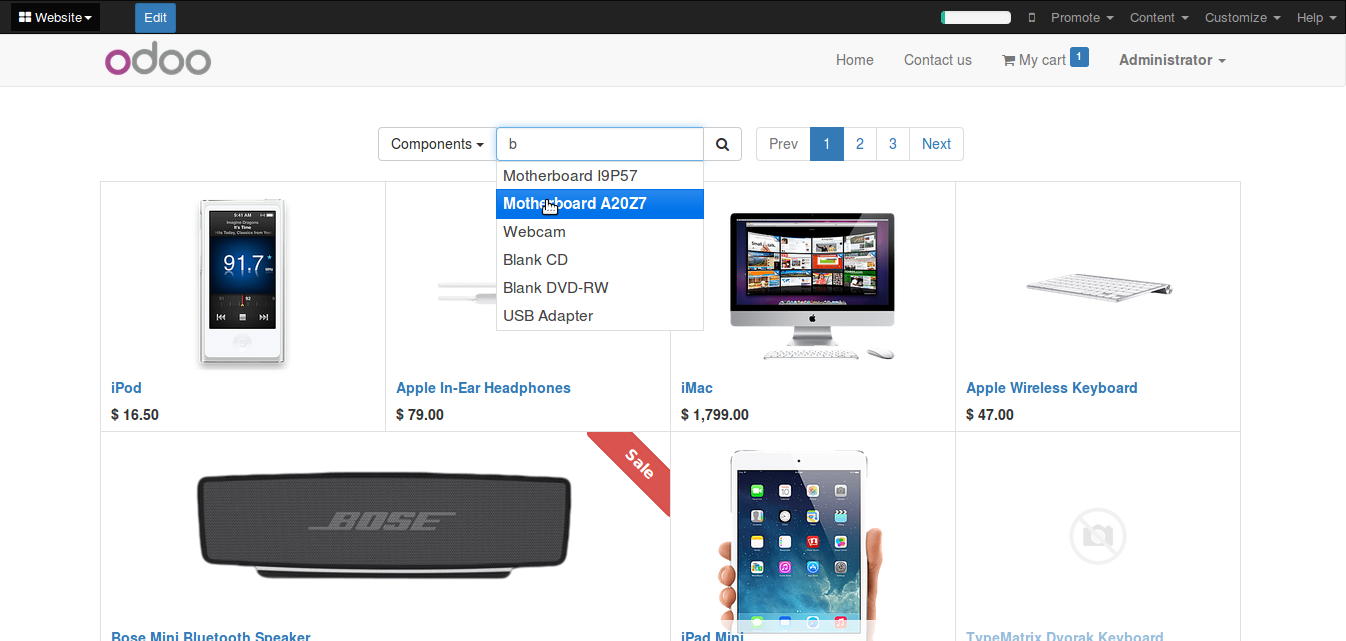 Website
Edit
Promote
Content
Customize
Help
odoo
Home
Contact us
My cart 1
Administrator
Components
b
Prev 1 2 3 Next
Motherboard I9P57
Motherboard A20Z7
Webcam
Blank CD
Blank DVD-RW
USB Adapter
9:41 AM
Imagine Dragons
It's Time
91.7
92
iPod
$ 16.50
Apple In-Ear Headphones
$ 79.00
iMac
$ 1,799.00
Apple Wireless Keyboard
$ 47.00
Sale
BOSE
Bose Mini Bluetooth Speaker
iPad Mini
TypeMatrix Dvorak Keyboard